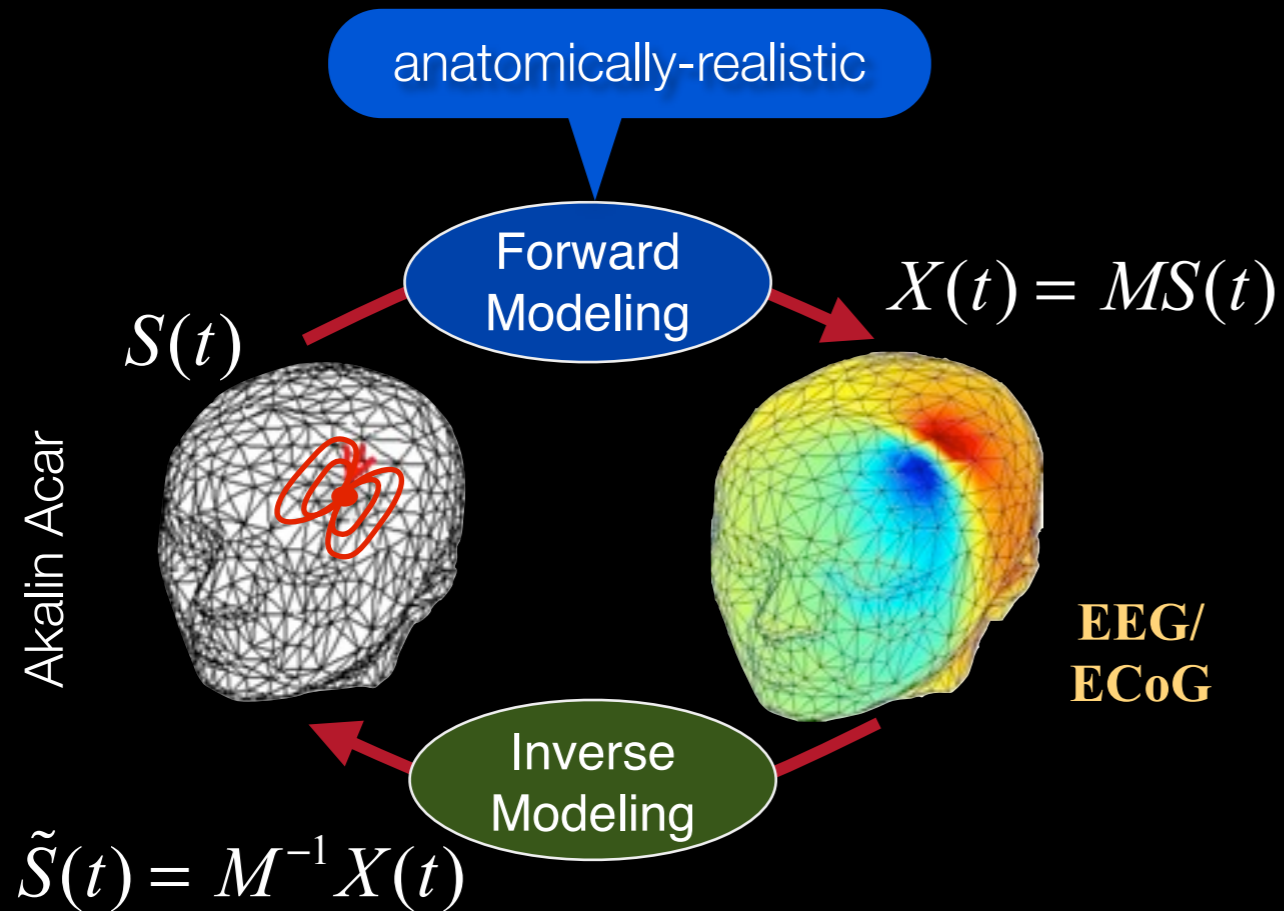 anatomically-realistic
Forward
Modeling
X(t) = MS(t)
S(t)
Akalin Acar
EEG/
ECoG
Inverse
Modeling
S̃(t) = M⁻¹X(t)